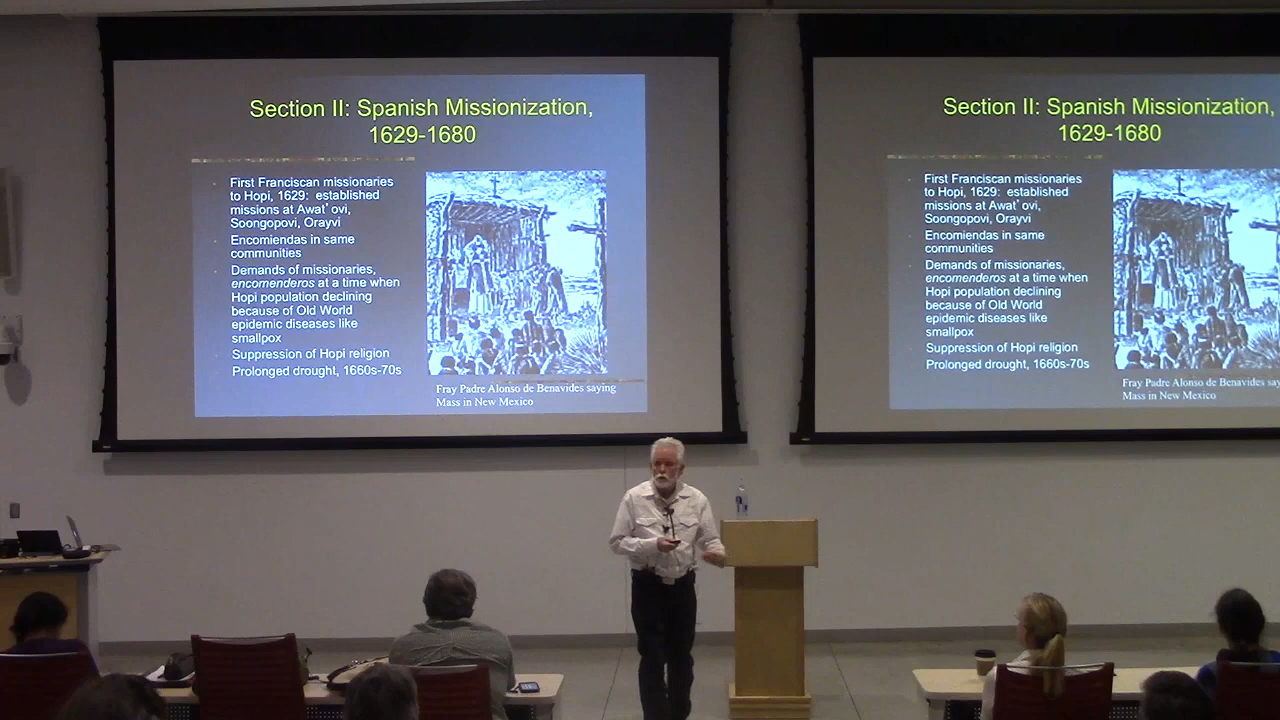 Section II: Spanish Missionization,
1629-1680
First Franciscan missionaries
to Hopi, 1629: established
missions at Awat'ovi,
Soongopovi, Orayvi
Encomiendas in same
communities
Demands of missionaries,
encomenderos at a time when
Hopi population declining
because of Old World
epidemic diseases like
smallpox
Suppression of Hopi religion
Prolonged drought, 1660s-70s
Fray Padre Alonso de Benavides saying
Mass in New Mexico
Section II: Spanish Missionization,
1629-1680
First Franciscan missionaries
to Hopi, 1629: established
missions at Awat'ovi,
Soongopovi, Orayvi
Encomiendas in same
communities
Demands of missionaries,
encomenderos at a time when
Hopi population declining
because of Old World
epidemic diseases like
smallpox
Suppression of Hopi religion
Prolonged drought, 1660s-70s
Fray Padre Alonso de Benavides say
Mass in New Mexico